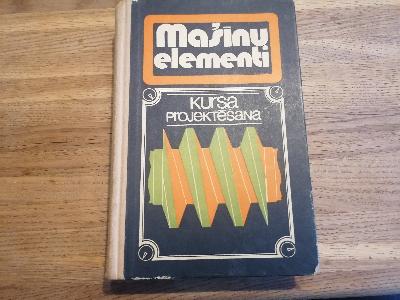 Mašīnu
elementi
Kursa
PROJEKTĒŠANA